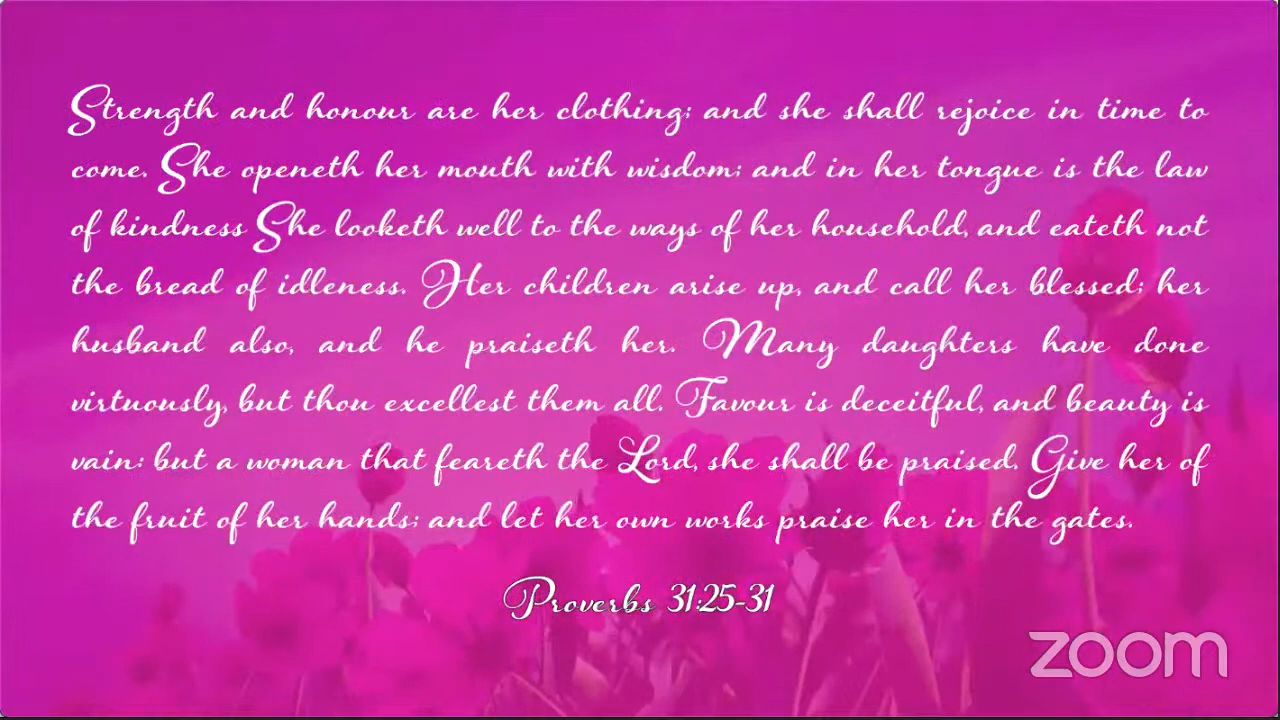 Strength and honour are her clothing; and she shall rejoice in time to
come. She openeth her mouth with wisdom; and in her tongue is the law
of kindness She looketh well to the ways of her household, and eateth not
the bread of idleness. Her children arise up, and call her blessed; her
husband also, and he praiseth her. Many daughters have done
virtuously, but thou excellest them all. Favour is deceitful, and beauty is
vain: but a woman that feareth the Lord, she shall be praised. Give her of
the fruit of her hands; and let her own works praise her in the gates.
Proverbs 31:25-31
zoom